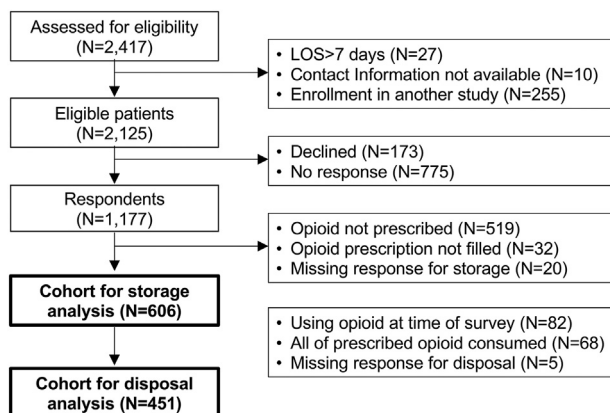 Assessed for eligibility
(N=2,417)
• LOS>7 days (N=27)
• Contact Information not available (N=10)
• Enrollment in another study (N=255)
Eligible patients
(N=2,125)
• Declined (N=173)
• No response (N=775)
Respondents
(N=1,177)
• Opioid not prescribed (N=519)
• Opioid prescription not filled (N=32)
• Missing response for storage (N=20)
Cohort for storage
analysis (N=606)
• Using opioid at time of survey (N=82)
• All of prescribed opioid consumed (N=68)
• Missing response for disposal (N=5)
Cohort for disposal
analysis (N=451)